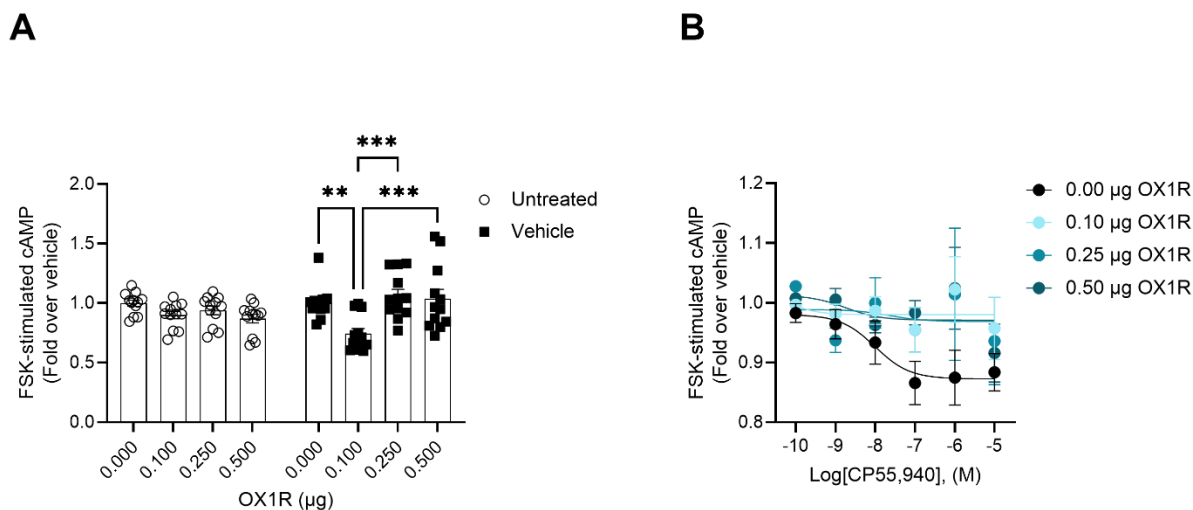 A
FSK-stimulated cAMP
(Fold over vehicle)
2.0
1.5
1.0
0.5
0.0
***
**
***
Untreated
Vehicle
0.000
0.100
0.250
0.500
0.000
0.100
0.250
0.500
OX1R (µg)
B
FSK-stimulated cAMP
(Fold over vehicle)
1.2
1.1
1.0
0.9
0.8
-10
-9
-8
-7
-6
-5
Log[CP55,940], (M)
0.00 µg OX1R
0.10 µg OX1R
0.25 µg OX1R
0.50 µg OX1R